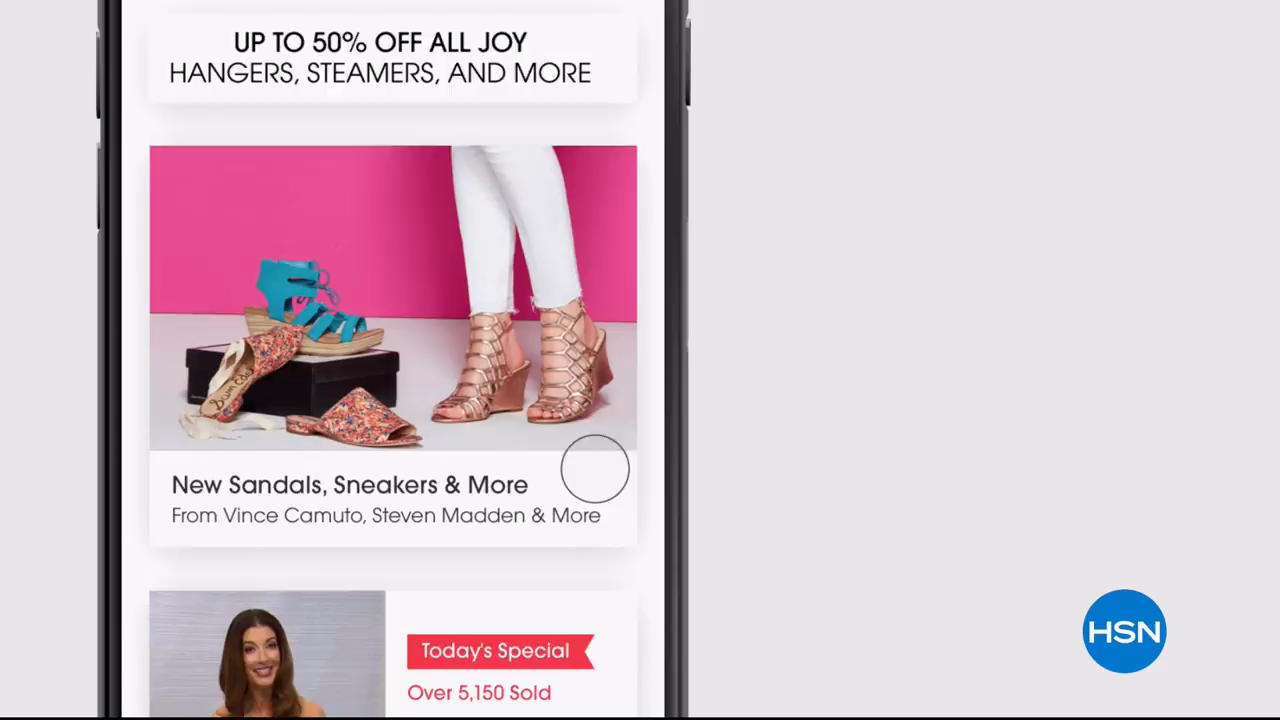 UP TO 50% OFF ALL JOY
HANGERS, STEAMERS, AND MORE
New Sandals, Sneakers & More
From Vince Camuto, Steven Madden & More
Today's Special
Over 5,150 Sold
HSN